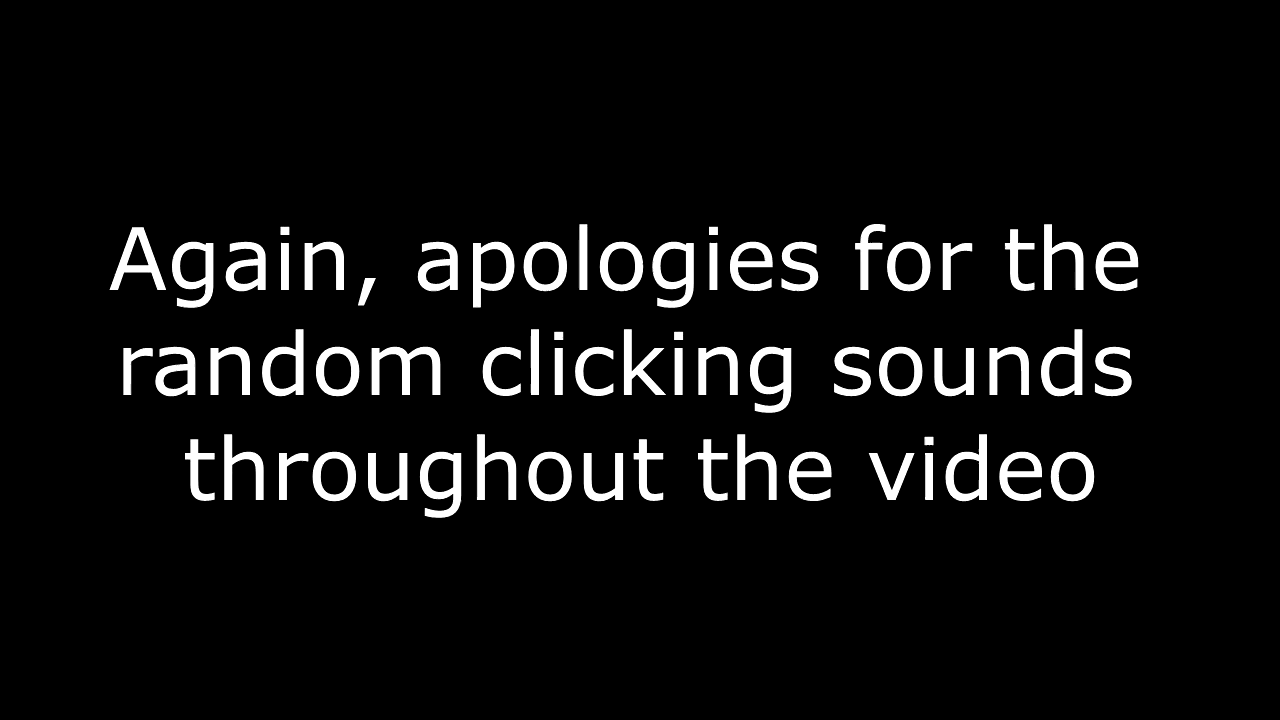 Again, apologies for the
random clicking sounds
throughout the video